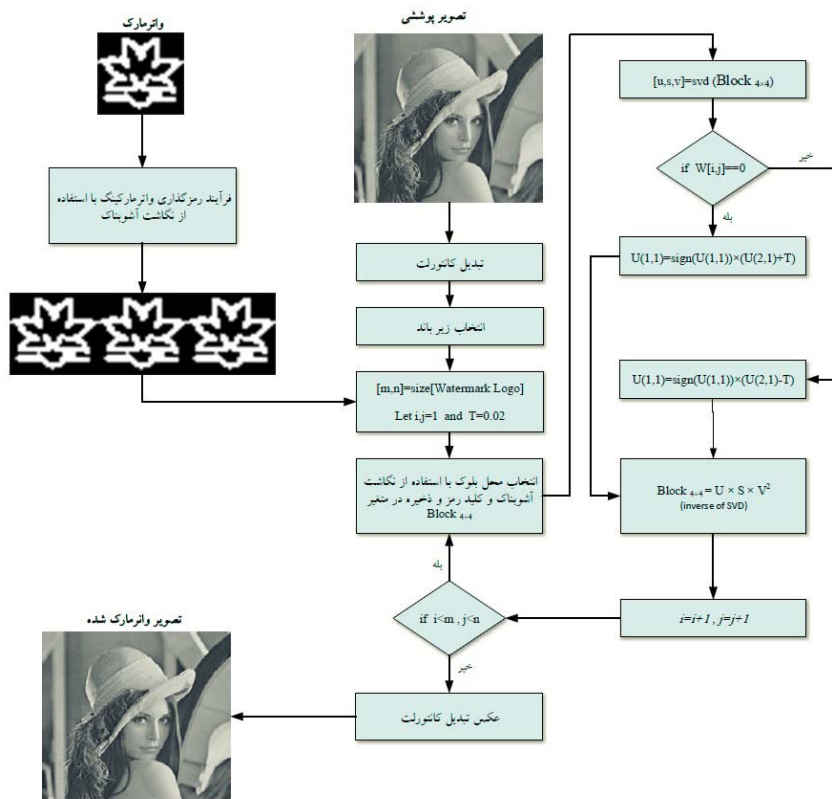 واترمارک
تصویر پوششی
فرآیند رمزگذاری واترمارکینگ با استفاده
از نگاشت آشوبناک
تبدیل کانتورلت
انتخاب زیر باند
[m,n]=size[Watermark Logo]
Let i,j=1 and T=0.02
انتخاب محل بلوک با استفاده از نگاشت
آشوبناک و کلید رمز و ذخیره در متغیر
Block 4×4
[u,s,v]=svd (Block 4×4)
if W[i,j]==0
خیر
بله
U(1,1)=sign(U(1,1))×(U(2,1)+T)
U(1,1)=sign(U(1,1))×(U(2,1)-T)
Block 4×4 = U × S × V²
(inverse of SVD)
i=i+1 , j=j+1
بله
if i<m , j<n
خیر
عکس تبدیل کانتورلت
تصویر واترمارک شده